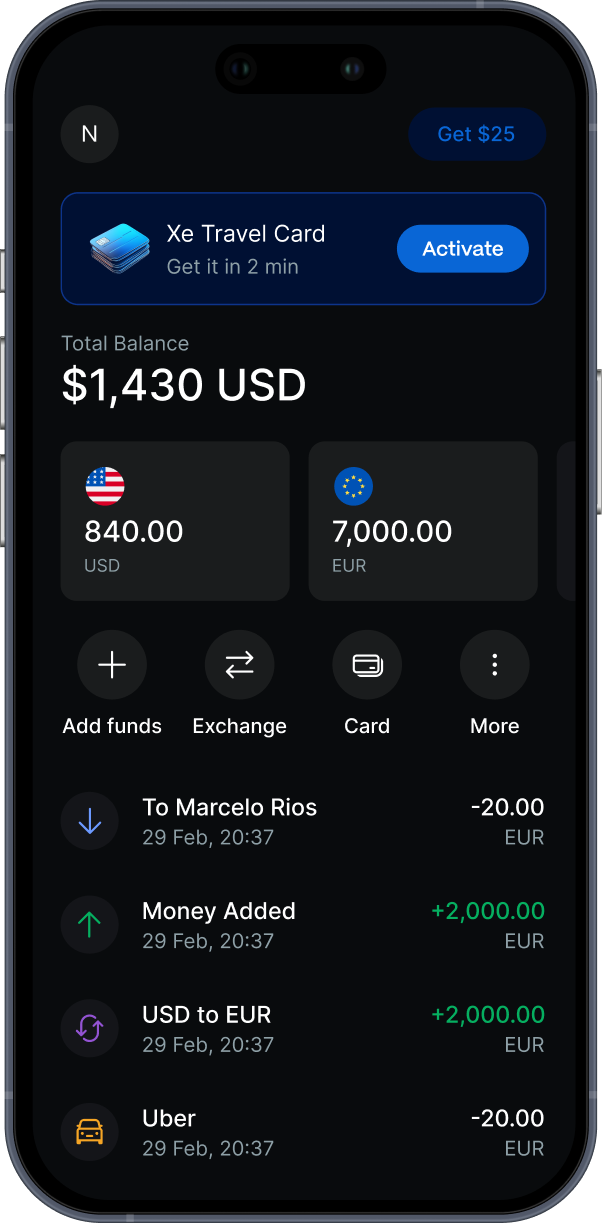 N
Get $25
Xe Travel Card
Get it in 2 min
Activate
Total Balance
$1,430 USD
840.00
USD
7,000.00
EUR
Add funds
Exchange
Card
More
To Marcelo Rios
-20.00
29 Feb, 20:37
EUR
Money Added
+2,000.00
29 Feb, 20:37
EUR
USD to EUR
+2,000.00
29 Feb, 20:37
EUR
Uber
-20.00
29 Feb, 20:37
EUR